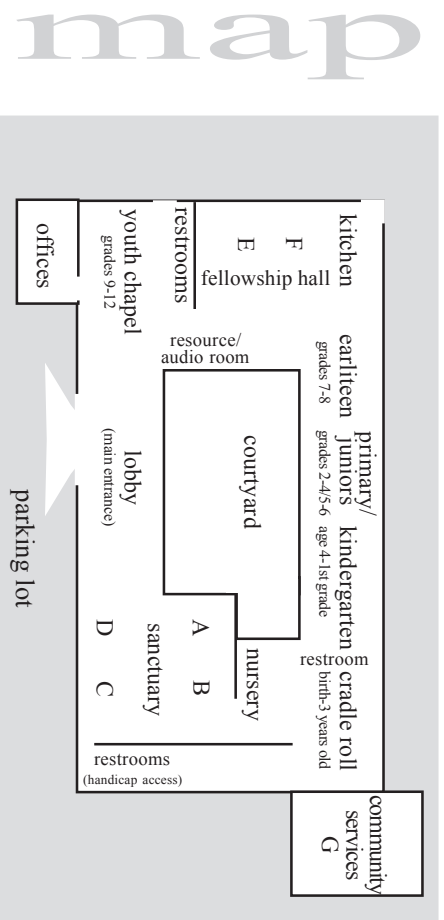 map
offices
youth chapel
grades 9-12
restrooms
E
F
fellowship hall
kitchen
resource/
audio room
earliteen
grades 7-8
primary/
juniors
grades 2-4/5-6
kindergarten
age 4-1st grade
courtyard
lobby
(main entrance)
parking lot
A
B
C
D
sanctuary
nursery
restroom
cradle roll
birth-3 years old
restrooms
(handicap access)
community
services
G